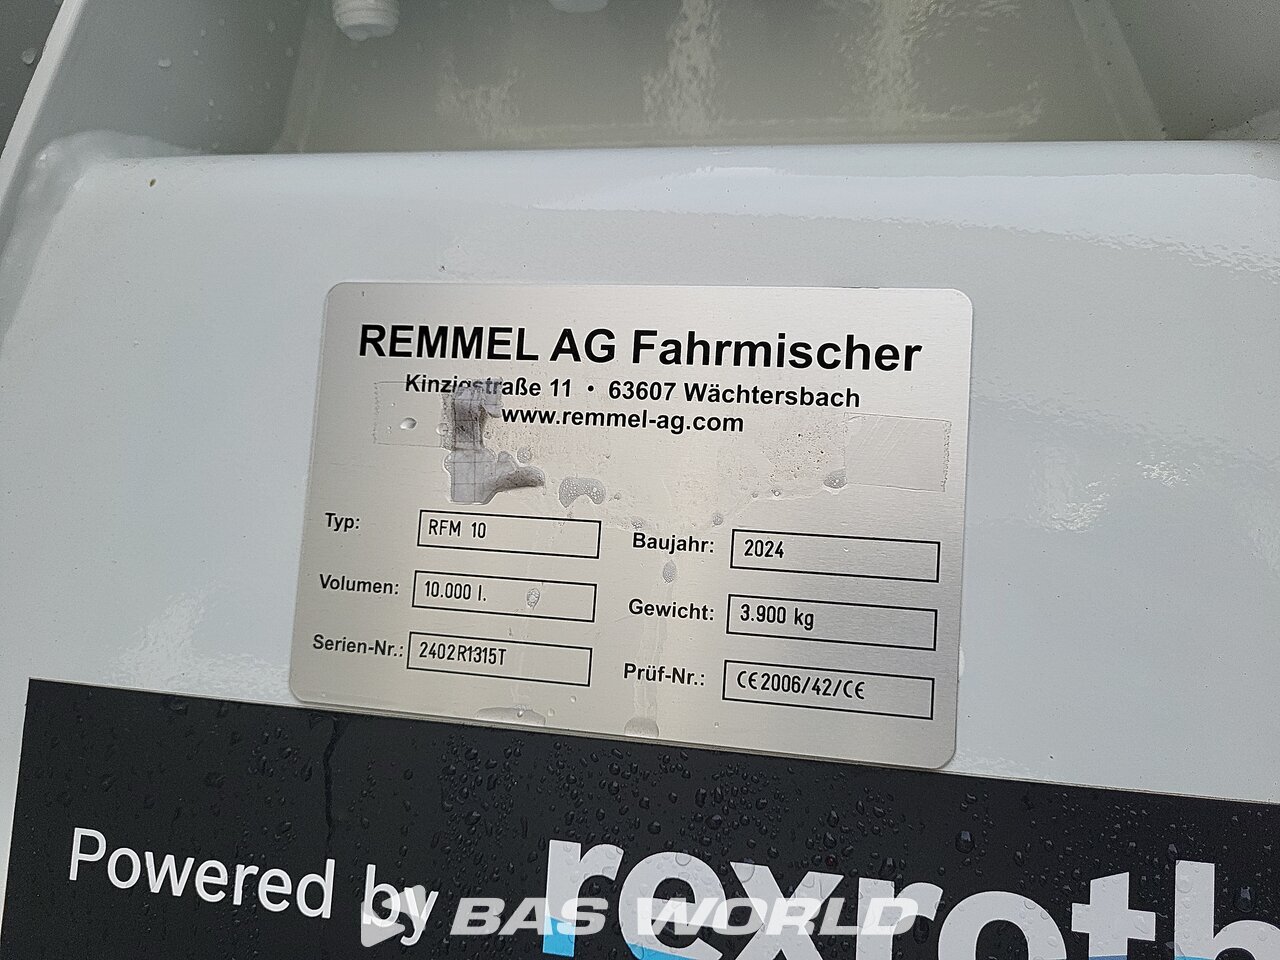 REMMEL AG Fahrmischer
Kinzigstraße 11 • 63607 Wächtersbach
www.remmel-ag.com
Typ: RFM 10
Baujahr: 2024
Volumen: 10.000 l.
Gewicht: 3.900 kg
Serien-Nr.: 2402R1315T
Prüf-Nr.: CE2006/42/CE
Powered by rexroth
BAS WORLD